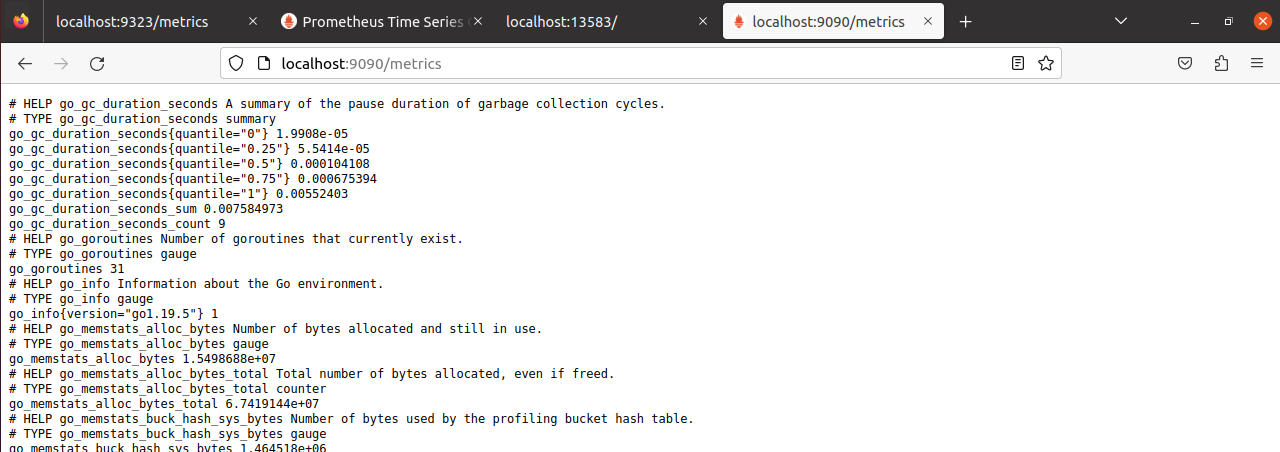 localhost:9323/metrics
Prometheus Time Series
localhost:13583/
localhost:9090/metrics
localhost:9090/metrics
# HELP go_gc_duration_seconds A summary of the pause duration of garbage collection cycles.
# TYPE go_gc_duration_seconds summary
go_gc_duration_seconds{quantile="0"} 1.9908e-05
go_gc_duration_seconds{quantile="0.25"} 5.5414e-05
go_gc_duration_seconds{quantile="0.5"} 0.000104108
go_gc_duration_seconds{quantile="0.75"} 0.000675394
go_gc_duration_seconds{quantile="1"} 0.00552403
go_gc_duration_seconds_sum 0.007584973
go_gc_duration_seconds_count 9
# HELP go_goroutines Number of goroutines that currently exist.
# TYPE go_goroutines gauge
go_goroutines 31
# HELP go_info Information about the Go environment.
# TYPE go_info gauge
go_info{version="go1.19.5"} 1
# HELP go_memstats_alloc_bytes Number of bytes allocated and still in use.
# TYPE go_memstats_alloc_bytes gauge
go_memstats_alloc_bytes 1.5498688e+07
# HELP go_memstats_alloc_bytes_total Total number of bytes allocated, even if freed.
# TYPE go_memstats_alloc_bytes_total counter
go_memstats_alloc_bytes_total 6.7419144e+07
# HELP go_memstats_buck_hash_sys_bytes Number of bytes used by the profiling bucket hash table.
# TYPE go_memstats_buck_hash_sys_bytes gauge
go_memstats_buck_hash_sys_bytes 1.464518e+06